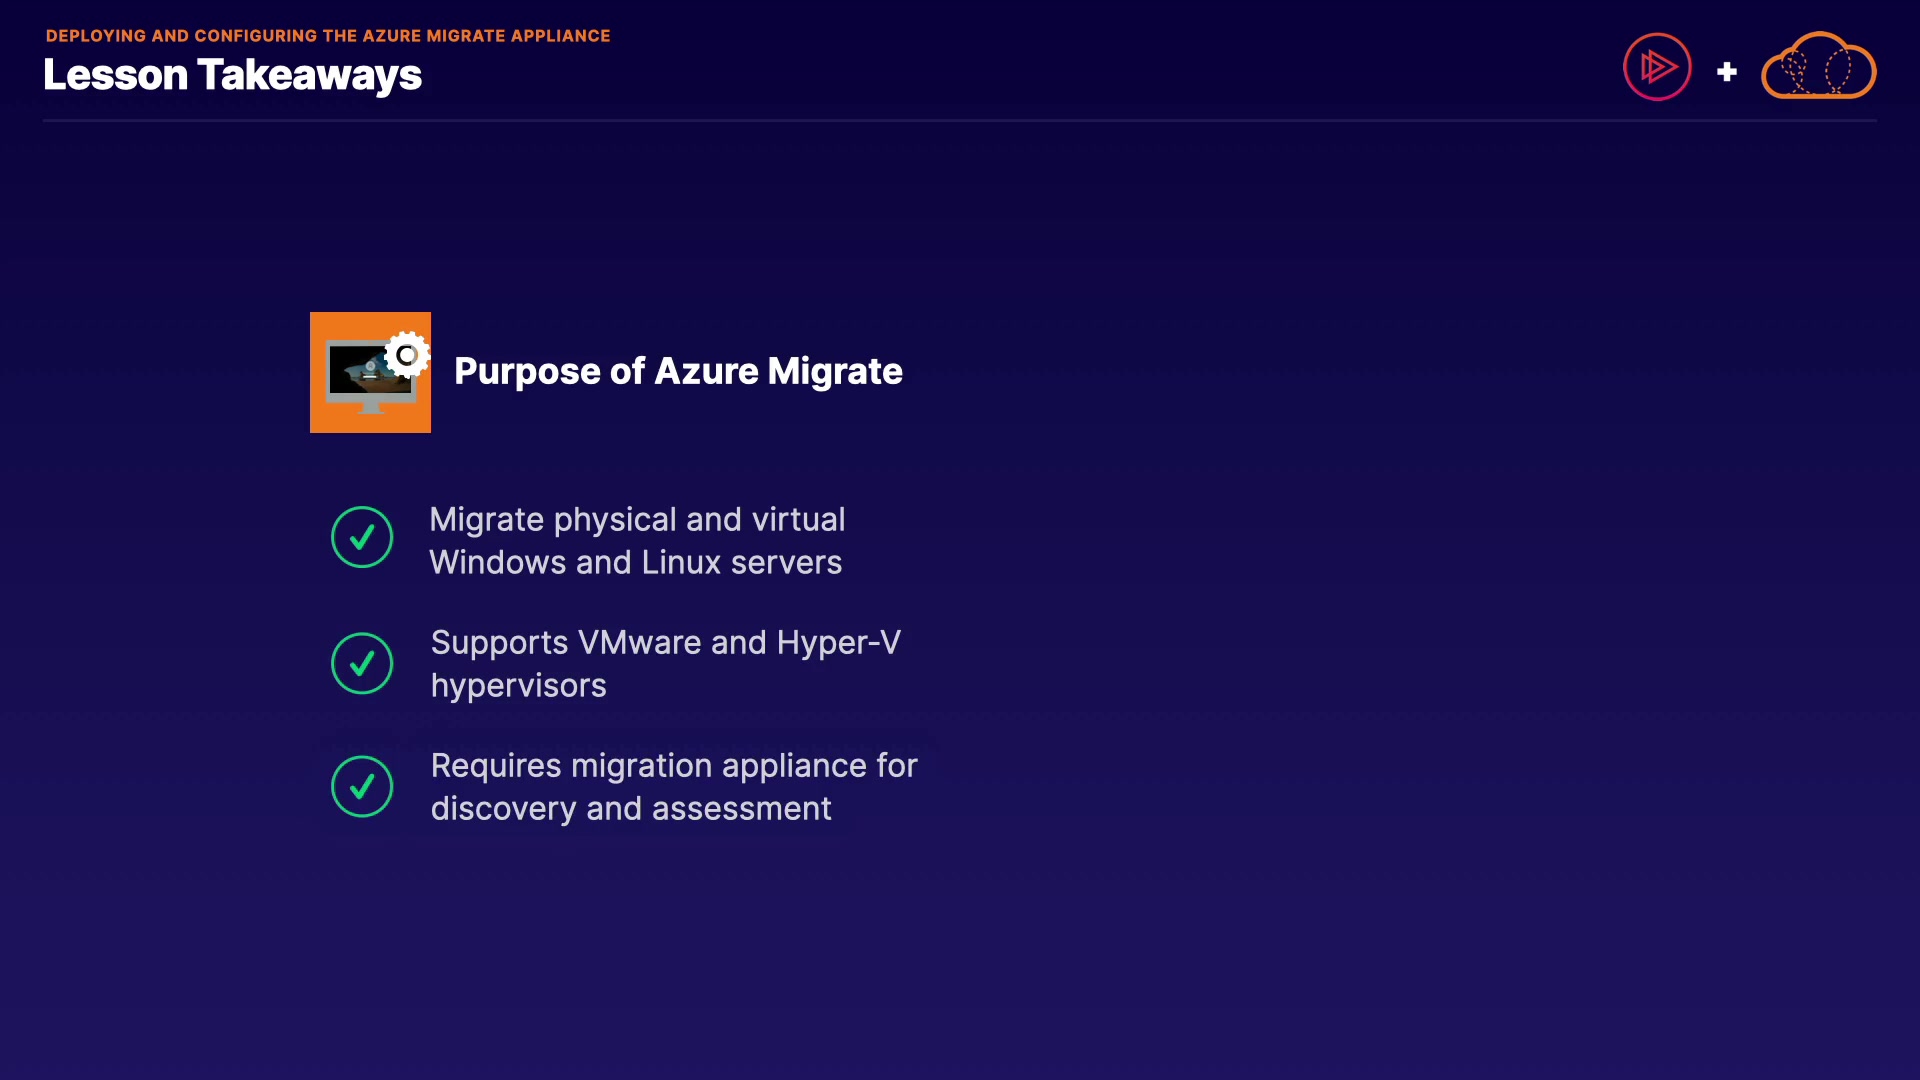 DEPLOYING AND CONFIGURING THE AZURE MIGRATE APPLIANCE
Lesson Takeaways
Purpose of Azure Migrate
Migrate physical and virtual
Windows and Linux servers
Supports VMware and Hyper-V
hypervisors
Requires migration appliance for
discovery and assessment